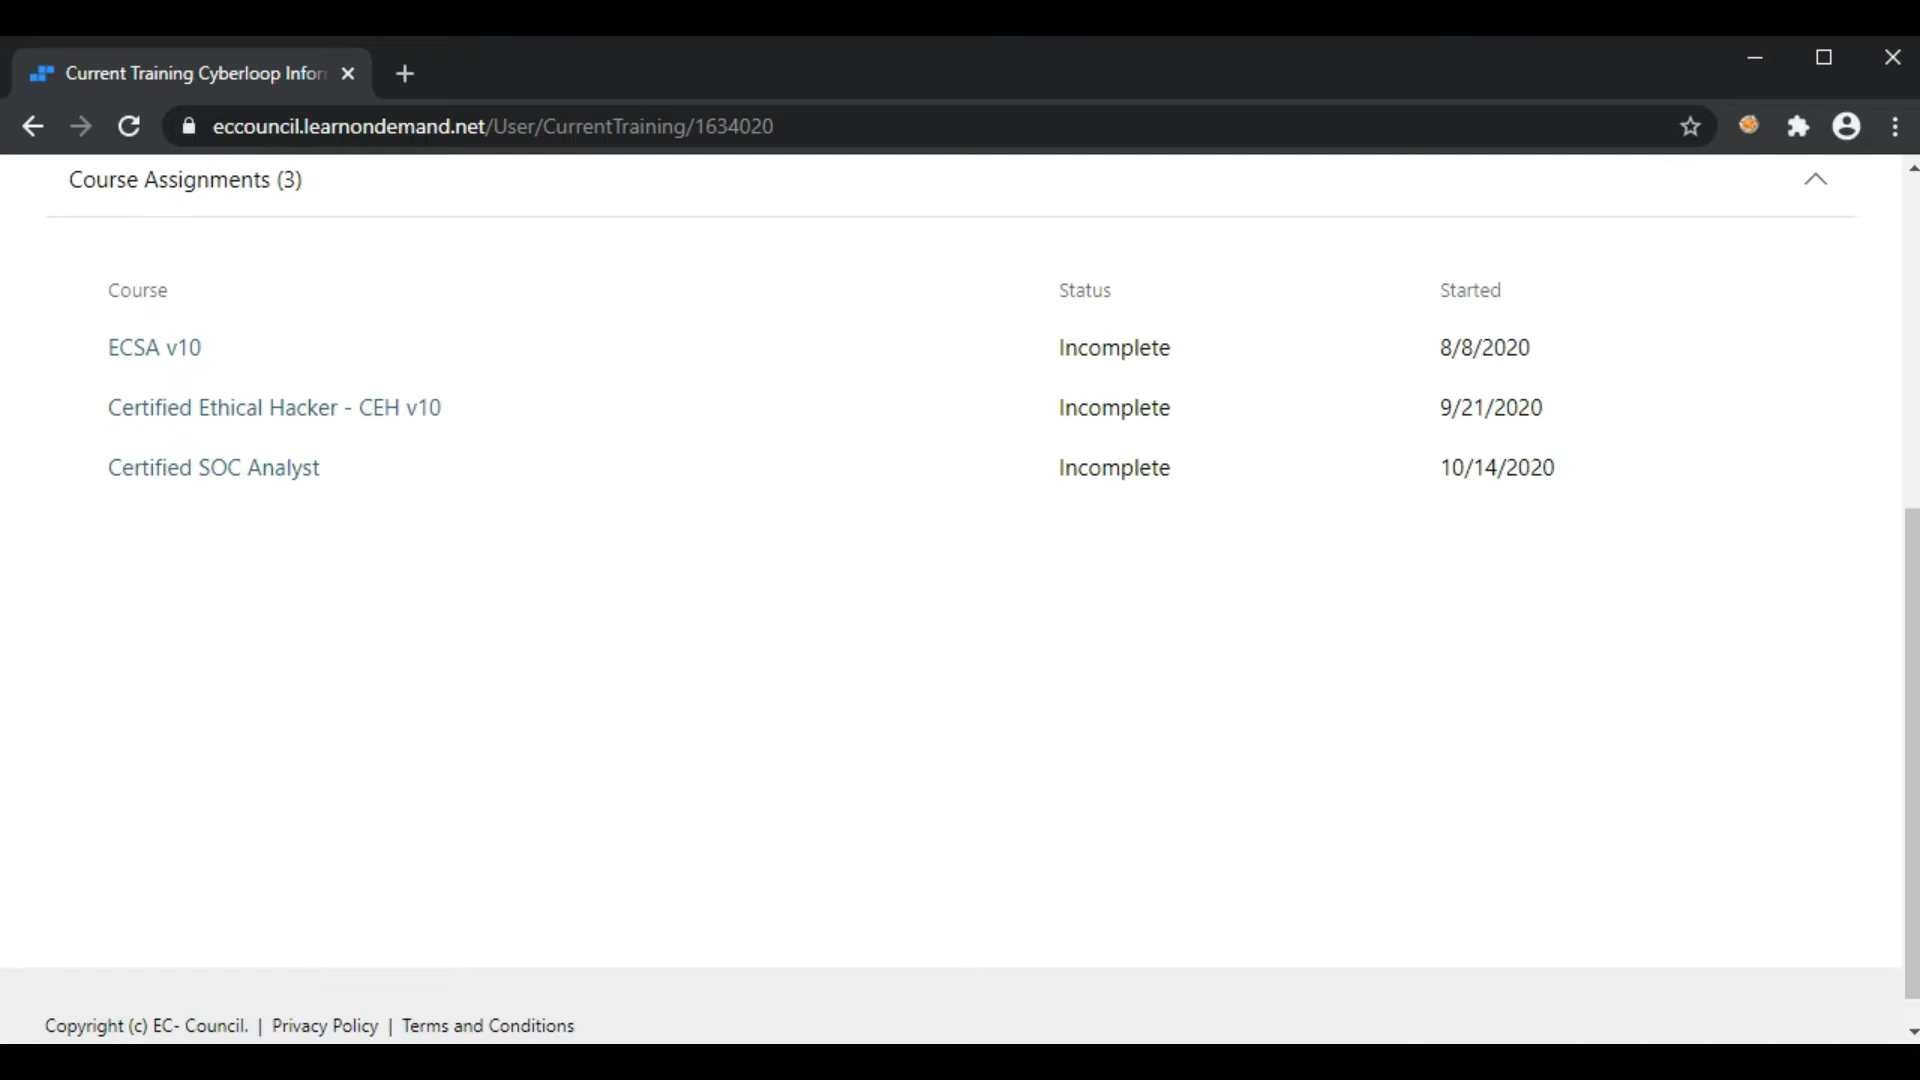 Current Training Cyberloop Infor
eccouncil.learnondemand.net/User/CurrentTraining/1634020
Course Assignments (3)
Course Status Started
ECSA v10 Incomplete 8/8/2020
Certified Ethical Hacker - CEH v10 Incomplete 9/21/2020
Certified SOC Analyst Incomplete 10/14/2020
Copyright (c) EC- Council. | Privacy Policy | Terms and Conditions